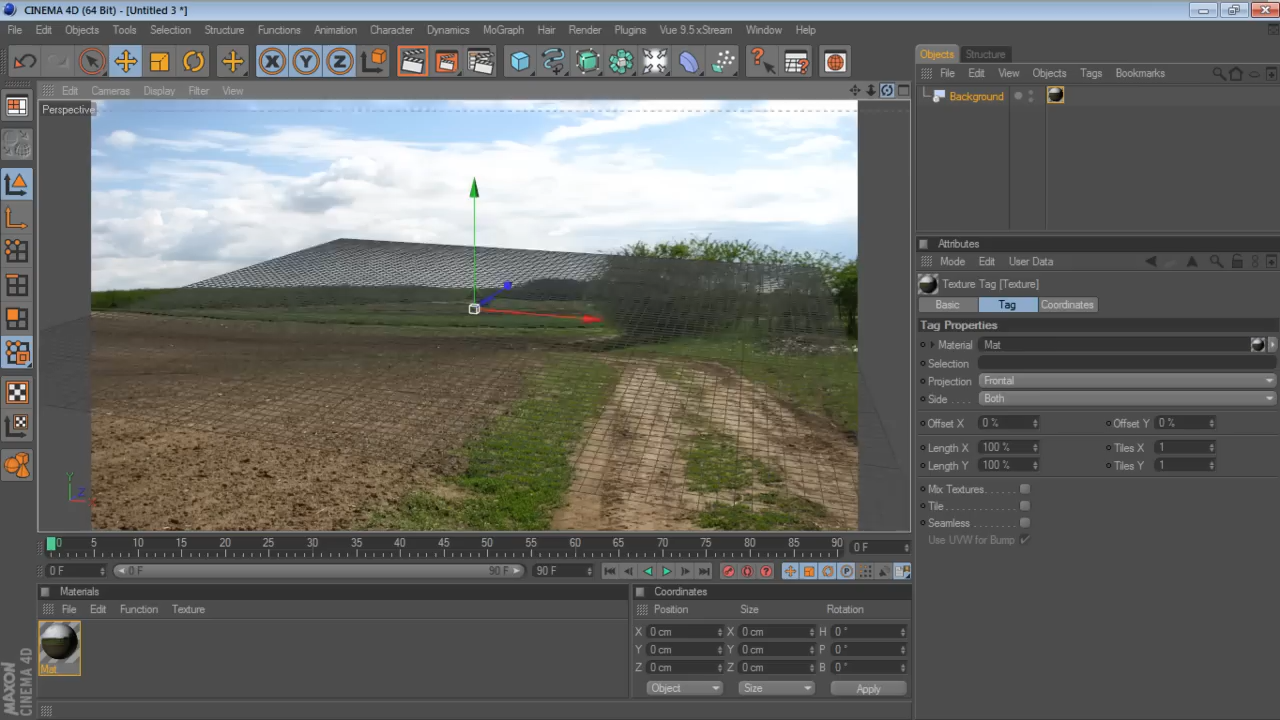 CINEMA 4D (64 Bit) - [Untitled 3 *]
File Edit Objects Tools Selection Structure Functions Animation Character Dynamics MoGraph Hair Render Plugins Vue 9.5 xStream Window Help
X Y Z
Edit Cameras Display Filter View
Perspective
Y
Z
0 5 10 15 20 25 30 35 40 45 50 55 60 65 70 75 80 85 90 0 F
0 F 0 F 90 F 90 F
Materials
File Edit Function Texture
Mat
MAXON
CINEMA 4D
Coordinates
Position Size Rotation
X 0 cm X 0 cm H 0 °
Y 0 cm Y 0 cm P 0 °
Z 0 cm Z 0 cm B 0 °
Object Size Apply
Objects Structure
File Edit View Objects Tags Bookmarks
Background
Attributes
Mode Edit User Data
Texture Tag [Texture]
Basic Tag Coordinates
Tag Properties
Material Mat
Selection
Projection Frontal
Side . . . . Both
Offset X 0 % Offset Y 0 %
Length X 100 % Tiles X 1
Length Y 100 % Tiles Y 1
Mix Textures . . . . . .
Tile . . . . . . . . . . . . .
Seamless . . . . . . . . .
Use UVW for Bump